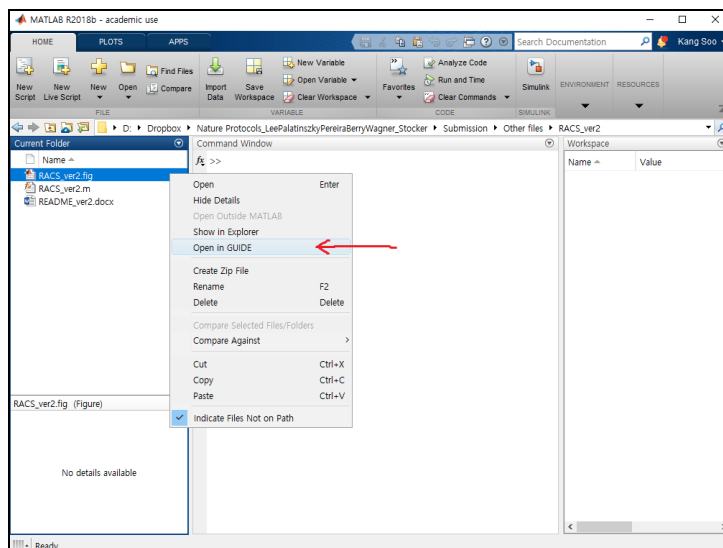 MATLAB R2018b - academic use
HOME PLOTS APPS
Search Documentation
Kang Soo
New Script
New Live Script
New
Open
Find Files
Compare
Import Data
Save Workspace
New Variable
Open Variable
Clear Workspace
Favorites
Analyze Code
Run and Time
Clear Commands
Simulink
ENVIRONMENT
RESOURCES
FILE VARIABLE CODE SIMULINK
D: Dropbox Nature Protocols_LeePalatinszkyPereiraBerryWagner_Stocker Submission Other files RACS_ver2
Current Folder
Name
RACS_ver2.fig
RACS_ver2.m
README_ver2.docx
Command Window
fx >>
Workspace
Name Value
Open Enter
Hide Details
Open Outside MATLAB
Show in Explorer
Open in GUIDE
Create Zip File
Rename F2
Delete Delete
Compare Selected Files/Folders
Compare Against
Cut Ctrl+X
Copy Ctrl+C
Paste Ctrl+V
Indicate Files Not on Path
RACS_ver2.fig (Figure)
No details available
Ready